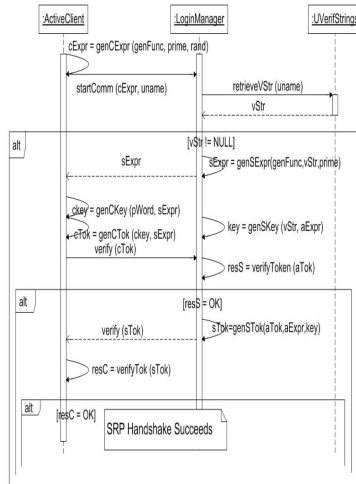 :ActiveClient
:LoginManager
:UVerifStrings
cExpr = genCExpr (genFunc, prime, rand)
startComm (cExpr, uname)
retrieveVStr (uname)
vStr
alt
[vStr != NULL]
sExpr
sExpr = genSExpr(genFunc,vStr,prime)
ckey = genCKey (pWord, sExpr)
cTok = genCTok (ckey, sExpr)
key = genSKey (vStr, aExpr)
verify (cTok)
resS = verifyToken (aTok)
alt
[resS = OK]
verify (sTok)
sTok=genSTok(aTok,aExpr,key)
resC = verifyTok (sTok)
alt
[resC = OK]
SRP Handshake Succeeds